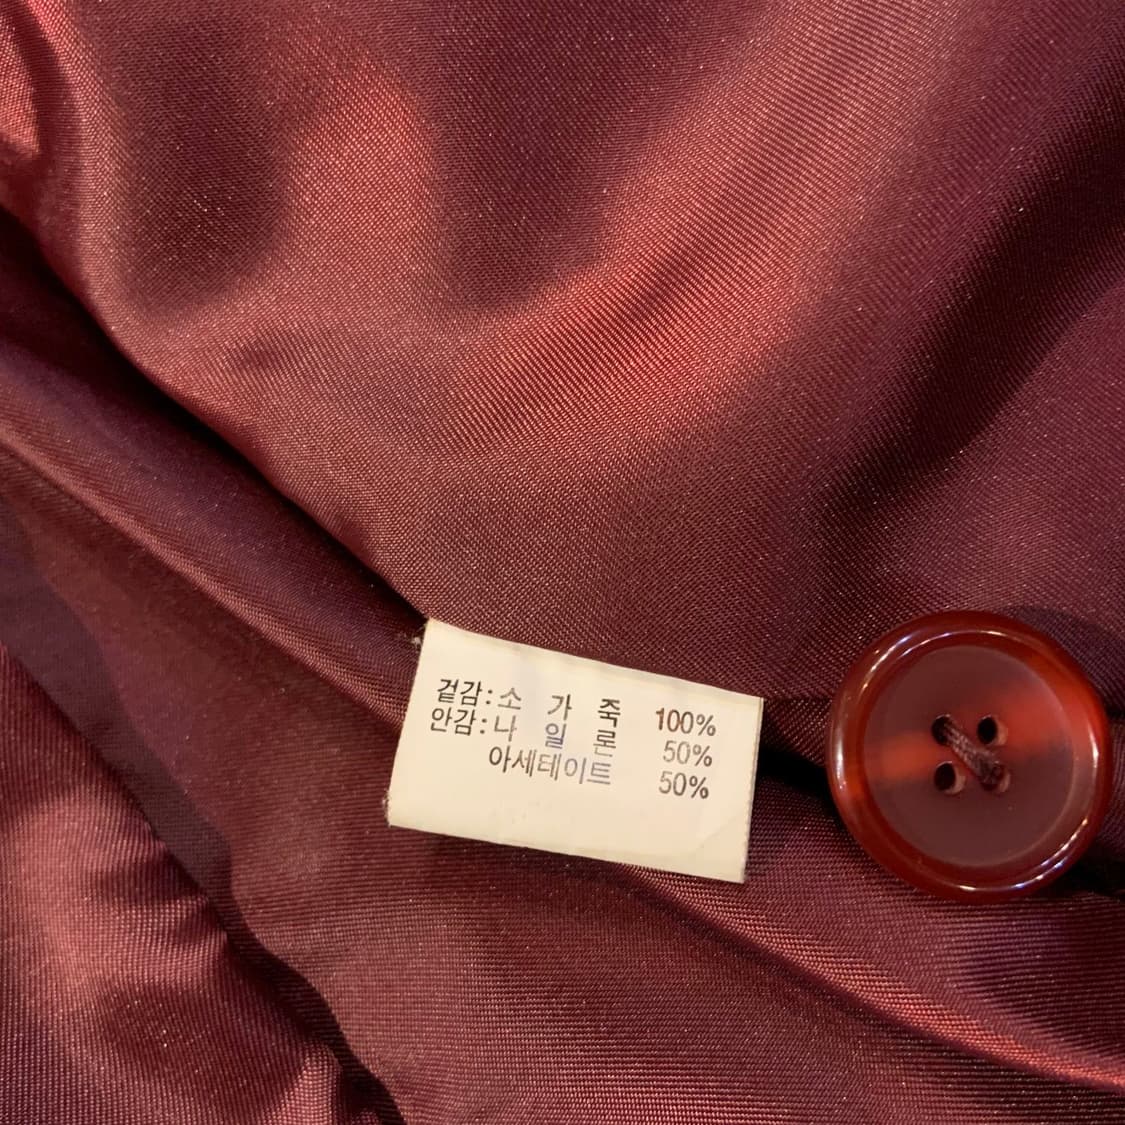 겉감: 소 가 죽 100%
안감: 나 일 론 50%
아세테이트 50%